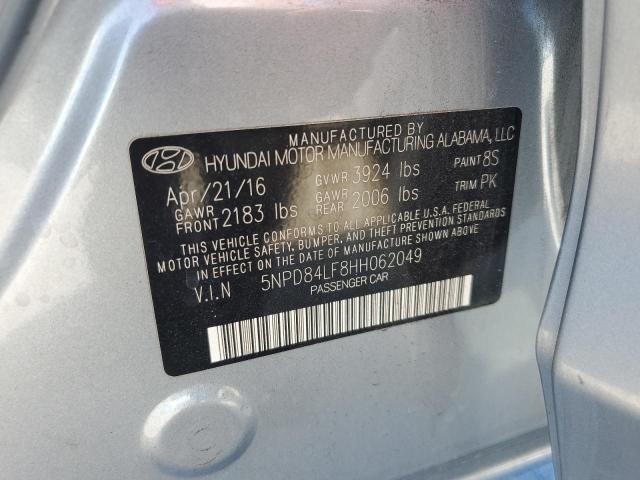 MANUFACTURED BY
HYUNDAI MOTOR MANUFACTURING ALABAMA, LLC
Apr/21/16 GVWR 3924 lbs PAINT 8S
GAWR FRONT 2183 lbs GAWR REAR 2006 lbs TRIM PK
THIS VEHICLE CONFORMS TO ALL APPLICABLE U.S.A. FEDERAL
MOTOR VEHICLE SAFETY, BUMPER, AND THEFT PREVENTION STANDARDS
IN EFFECT ON THE DATE OF MANUFACTURE SHOWN ABOVE.
V.I.N 5NPD84LF8HH062049
PASSENGER CAR